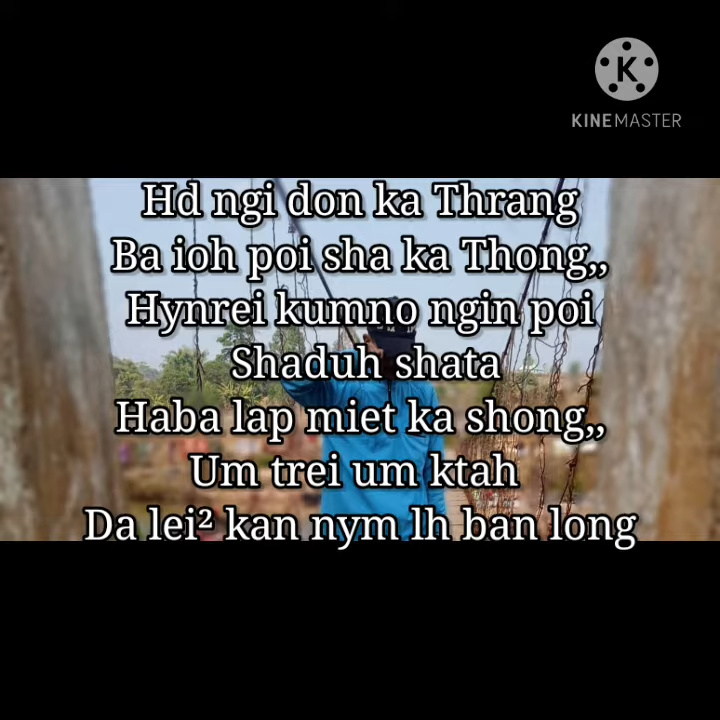 KINEMASTER
Hd ngi don ka Thrang
Ba ioh poi sha ka Thong,,
Hynrei kumno ngin poi
Shaduh shata
Haba lap miet ka shong,,
Um trei um ktah
Da lei² kan nym lh ban long